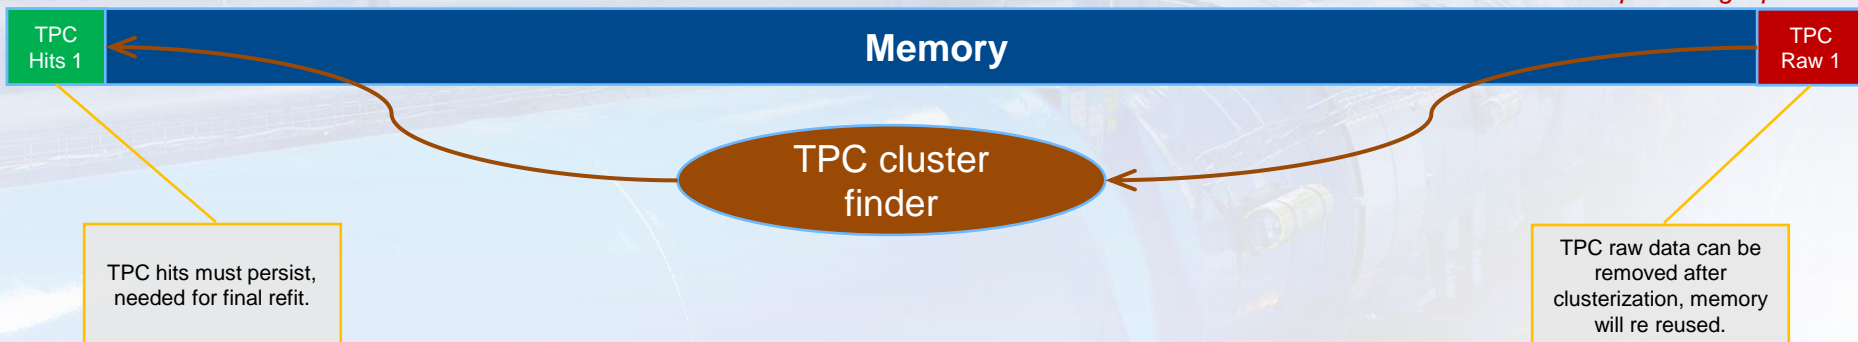 TPC
Hits 1
Memory
TPC
Raw 1
TPC cluster
finder
TPC hits must persist,
needed for final refit.
TPC raw data can be
removed after
clusterization, memory
will re reused.